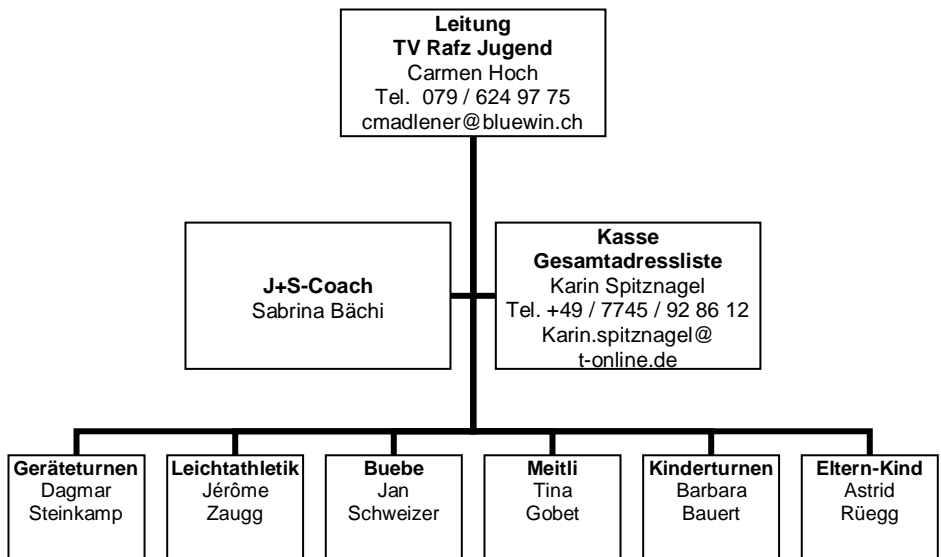 Leitung
TV Rafz Jugend
Carmen Hoch
Tel.  079 / 624 97 75
cmadlener@bluewin.ch
J+S-Coach
Sabrina Bächi
Kasse
Gesamtadressliste
Karin Spitznagel
Tel. +49 / 7745 / 92 86 12
Karin.spitznagel@
t-online.de
Geräteturnen
Dagmar
Steinkamp
Leichtathletik
Jérôme
Zaugg
Buebe
Jan
Schweizer
Meitli
Tina
Gobet
Kinderturnen
Barbara
Bauert
Eltern-Kind
Astrid
Rüegg